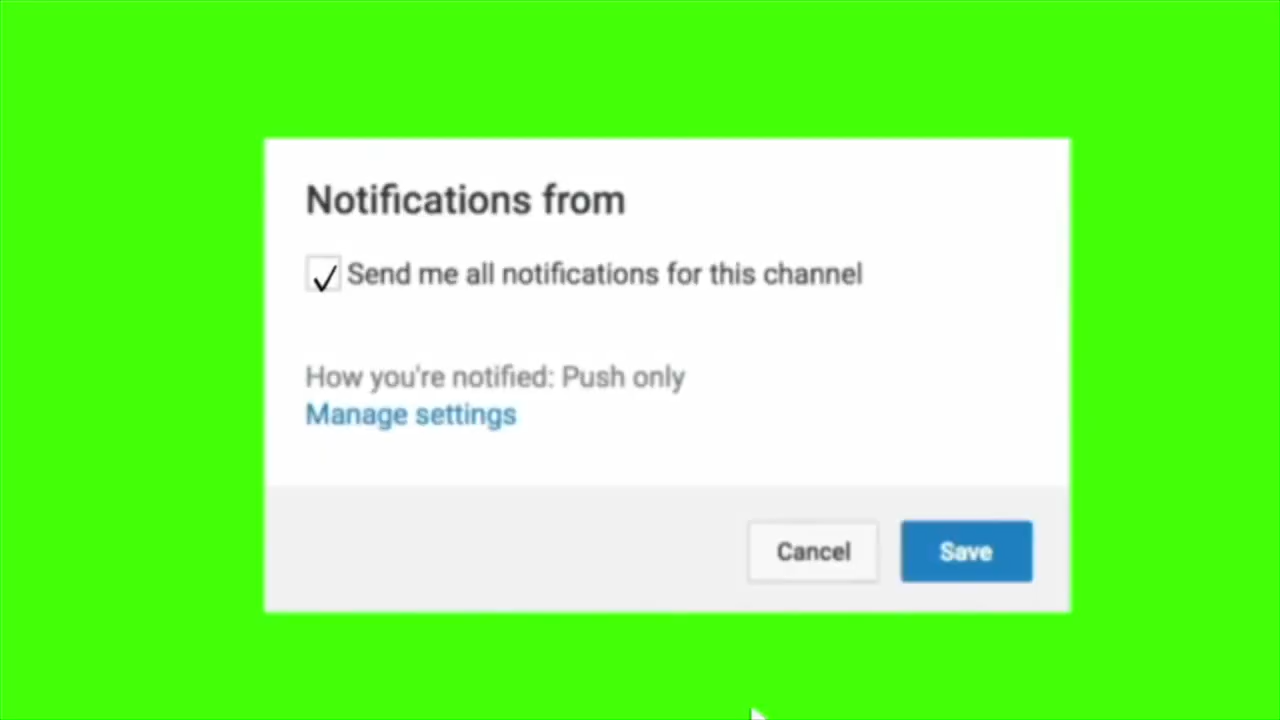 Notifications from
Send me all notifications for this channel
How you're notified: Push only
Manage settings
Cancel
Save